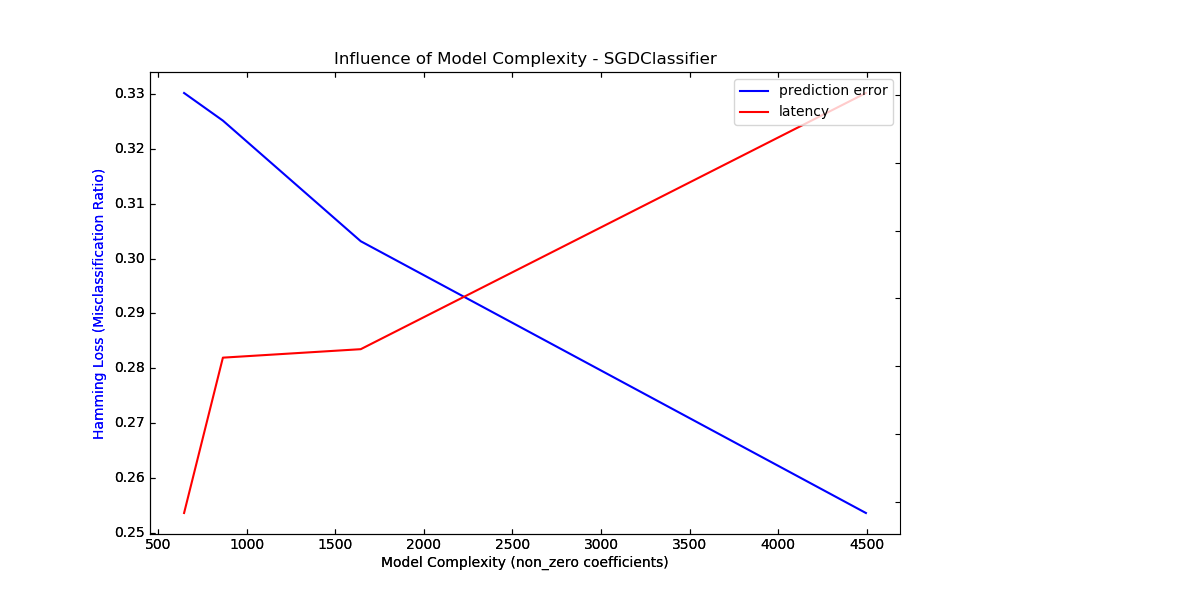 Influence of Model Complexity - SGDClassifier
prediction error
latency
0.33
0.32
0.31
0.30
0.29
0.28
0.27
0.26
0.25
Hamming Loss (Misclassification Ratio)
500 1000 1500 2000 2500 3000 3500 4000 4500
Model Complexity (non_zero coefficients)